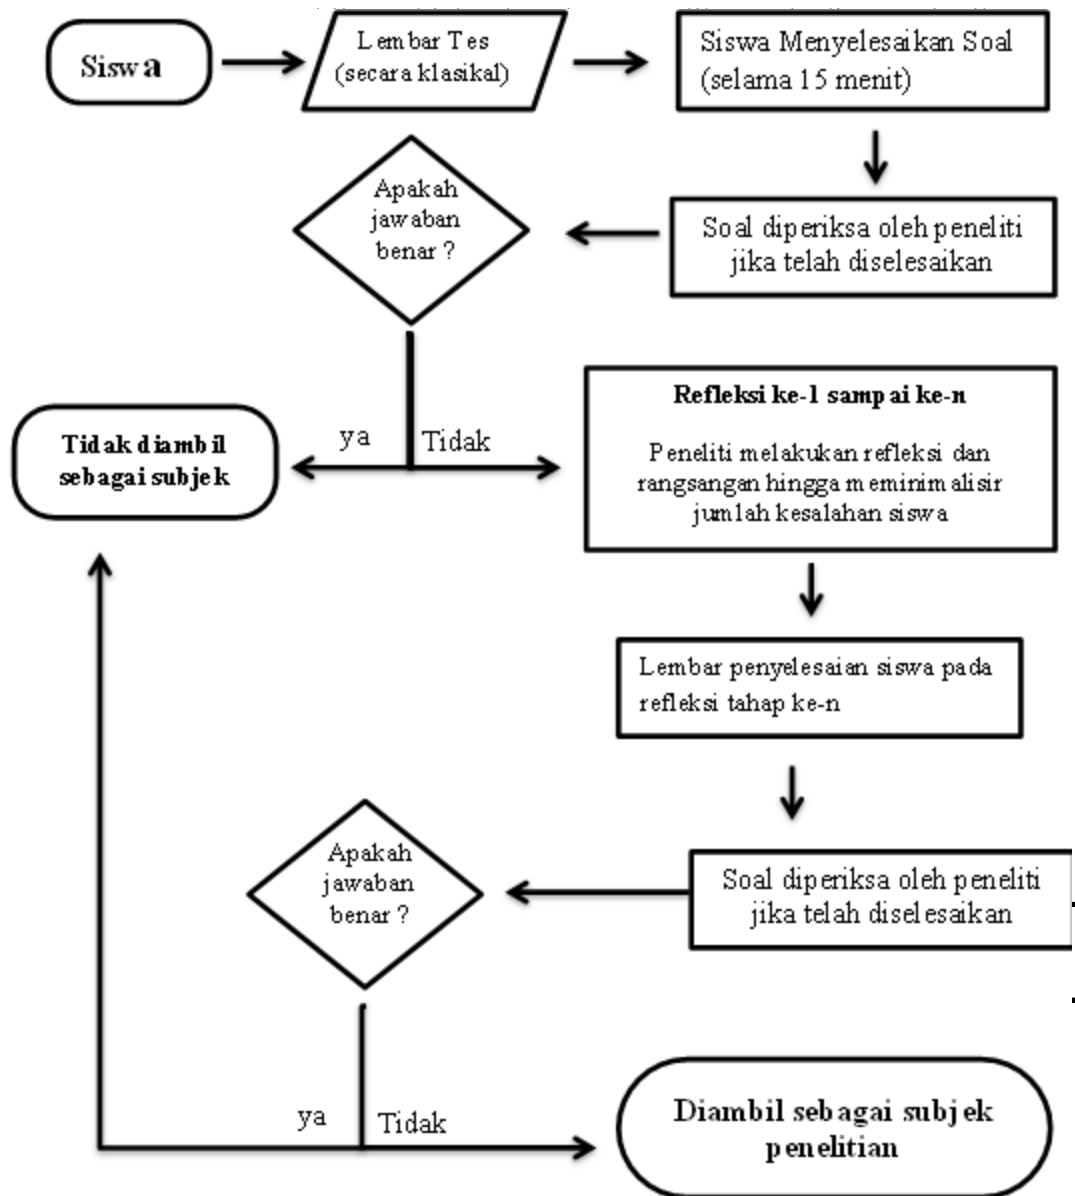 Siswa
Lembar Tes
(secara klasikal)
Siswa Menyelesaikan Soal
(selama 15 menit)
Soal diperiksa oleh peneliti
jika telah diselesaikan
Apakah
jawaban
benar ?
ya
Tidak
Tidak diambil
sebagai subjek
Refleksi ke-1 sampai ke-n
Peneliti melakukan refleksi dan
rangsangan hingga meminimalisir
jumlah kesalahan siswa
Lembar penyelesaian siswa pada
refleksi tahap ke-n
Soal diperiksa oleh peneliti
jika telah diselesaikan
Apakah
jawaban
benar ?
ya
Tidak
Diambil sebagai subjek
penelitian